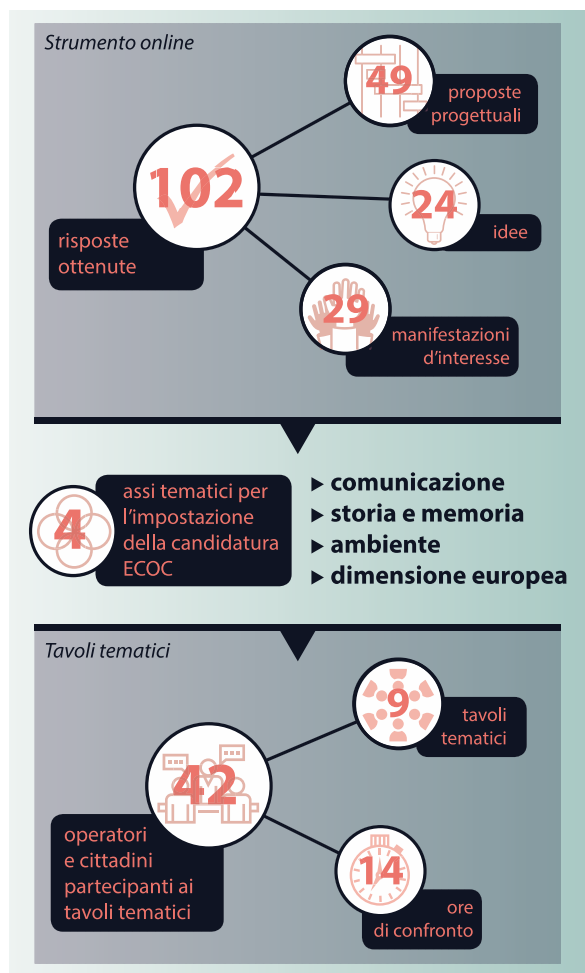 Strumento online
49
proposte
progettuali
102
risposte
ottenute
24
idee
29
manifestazioni
d'interesse
4
assi tematici per
l'impostazione
della candidatura
ECOC
▶ comunicazione
▶ storia e memoria
▶ ambiente
▶ dimensione europea
Tavoli tematici
9
tavoli
tematici
42
operatori
e cittadini
partecipanti ai
tavoli tematici
14
ore
di confronto